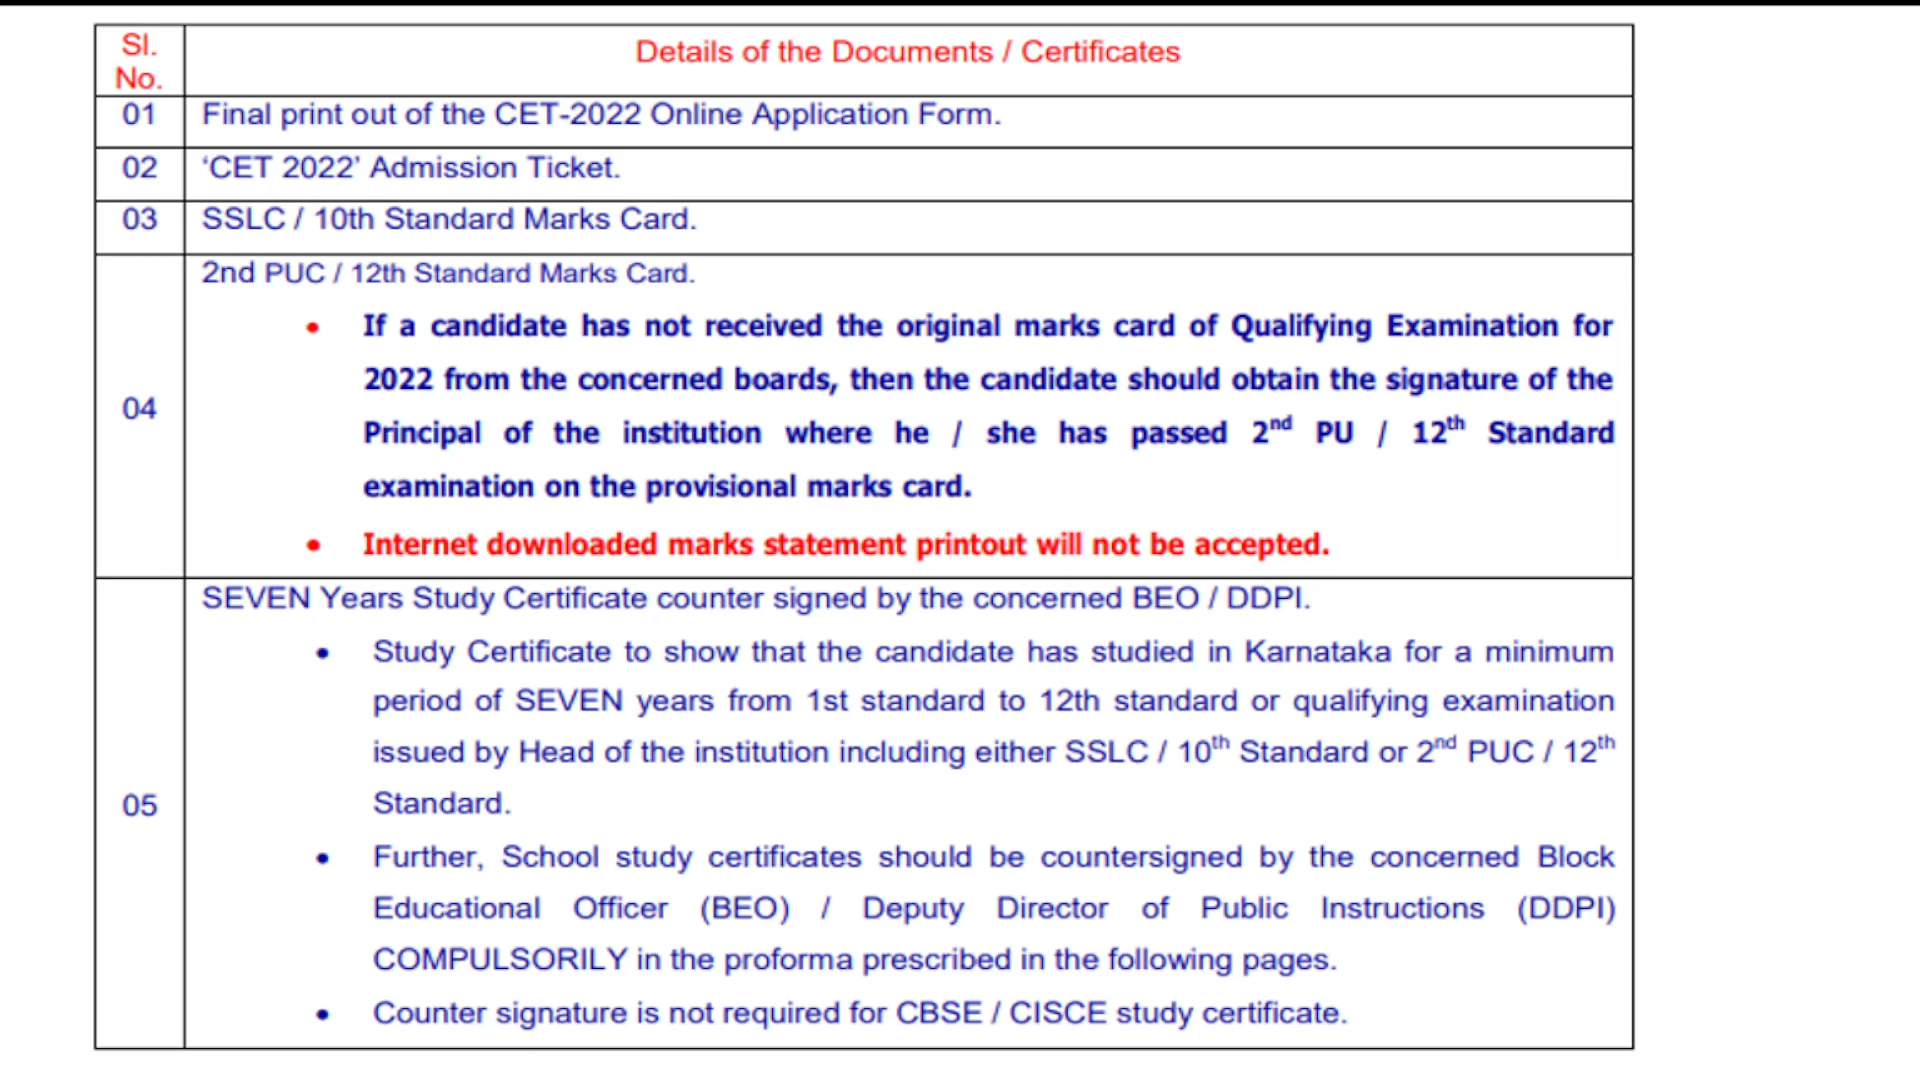 Sl.
No.
Details of the Documents / Certificates
01
Final print out of the CET-2022 Online Application Form.
02
‘CET 2022’ Admission Ticket.
03
SSLC / 10th Standard Marks Card.
04
2nd PUC / 12th Standard Marks Card.
• If a candidate has not received the original marks card of Qualifying Examination for
2022 from the concerned boards, then the candidate should obtain the signature of the
Principal of the institution where he / she has passed 2nd PU / 12th Standard
examination on the provisional marks card.
• Internet downloaded marks statement printout will not be accepted.
05
SEVEN Years Study Certificate counter signed by the concerned BEO / DDPI.
• Study Certificate to show that the candidate has studied in Karnataka for a minimum
period of SEVEN years from 1st standard to 12th standard or qualifying examination
issued by Head of the institution including either SSLC / 10th Standard or 2nd PUC / 12th
Standard.
• Further, School study certificates should be countersigned by the concerned Block
Educational Officer (BEO) / Deputy Director of Public Instructions (DDPI)
COMPULSORILY in the proforma prescribed in the following pages.
• Counter signature is not required for CBSE / CISCE study certificate.